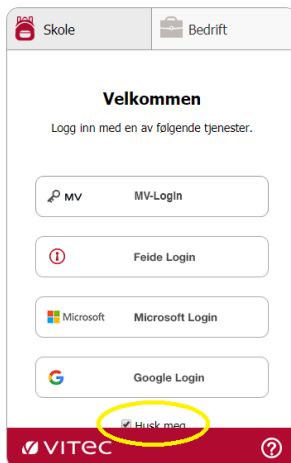 Skole Bedrift
Velkommen
Logg inn med en av følgende tjenester.
MV MV-Login
Feide Login
Microsoft Microsoft Login
Google Login
Husk meg
VITEC